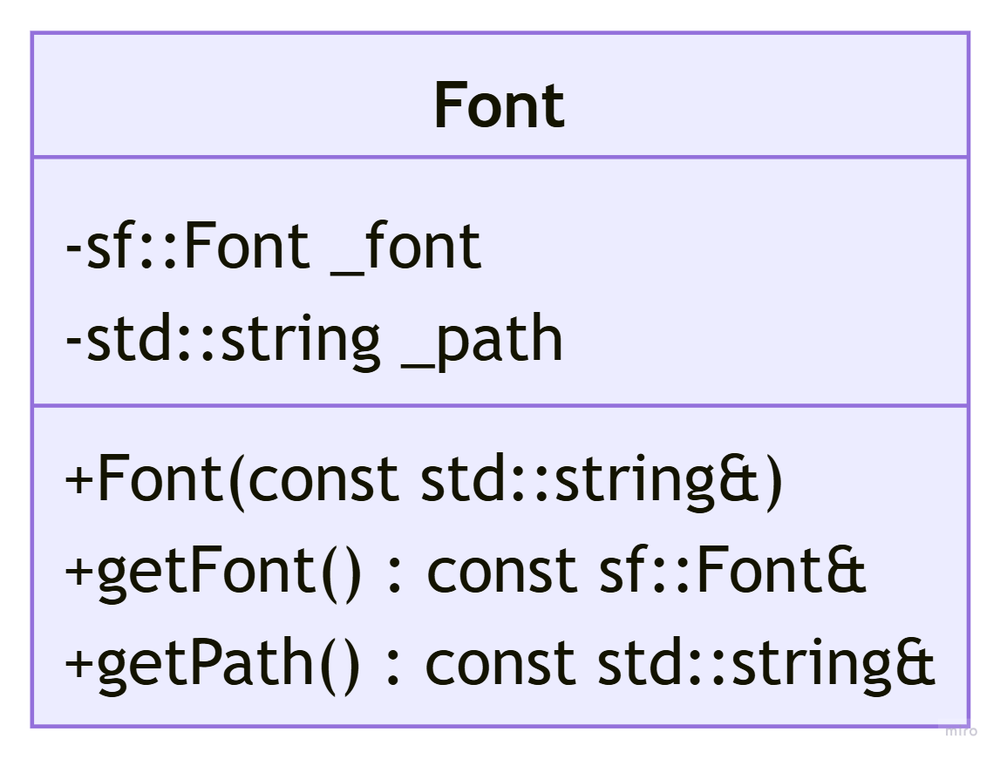 Font
-sf::Font _font
-std::string _path
+Font(const std::string&)
+getFont() : const sf::Font&
+getPath() : const std::string&
miro